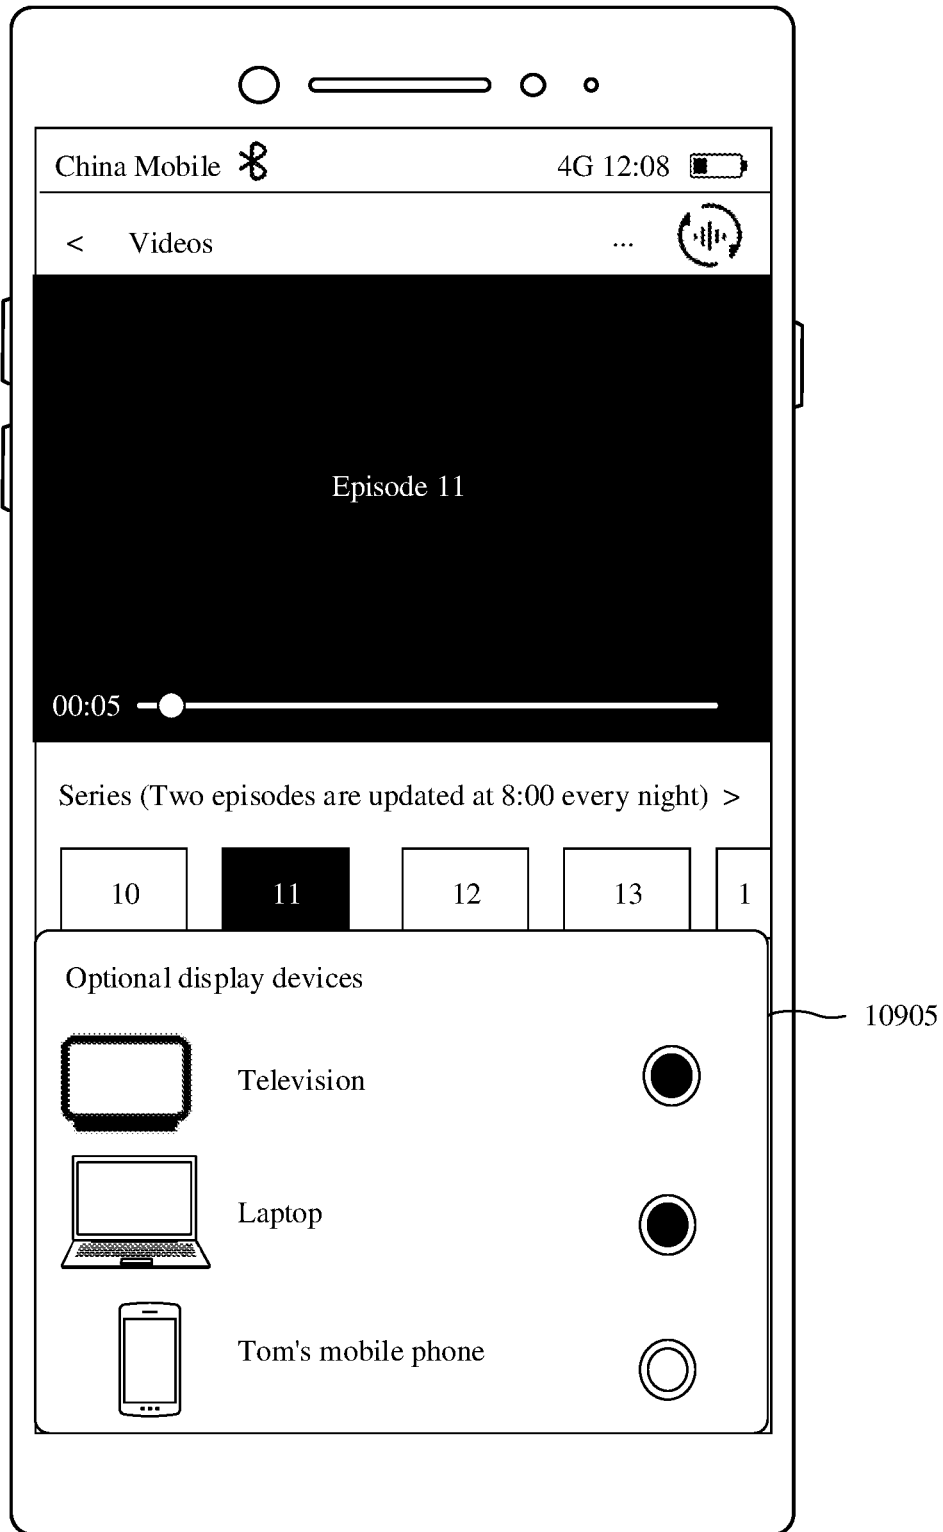 China Mobile 4G 12:08
< Videos ...
Episode 11
00:05
Series (Two episodes are updated at 8:00 every night) >
10 11 12 13 1
Optional display devices
10905
Television
Laptop
Tom's mobile phone